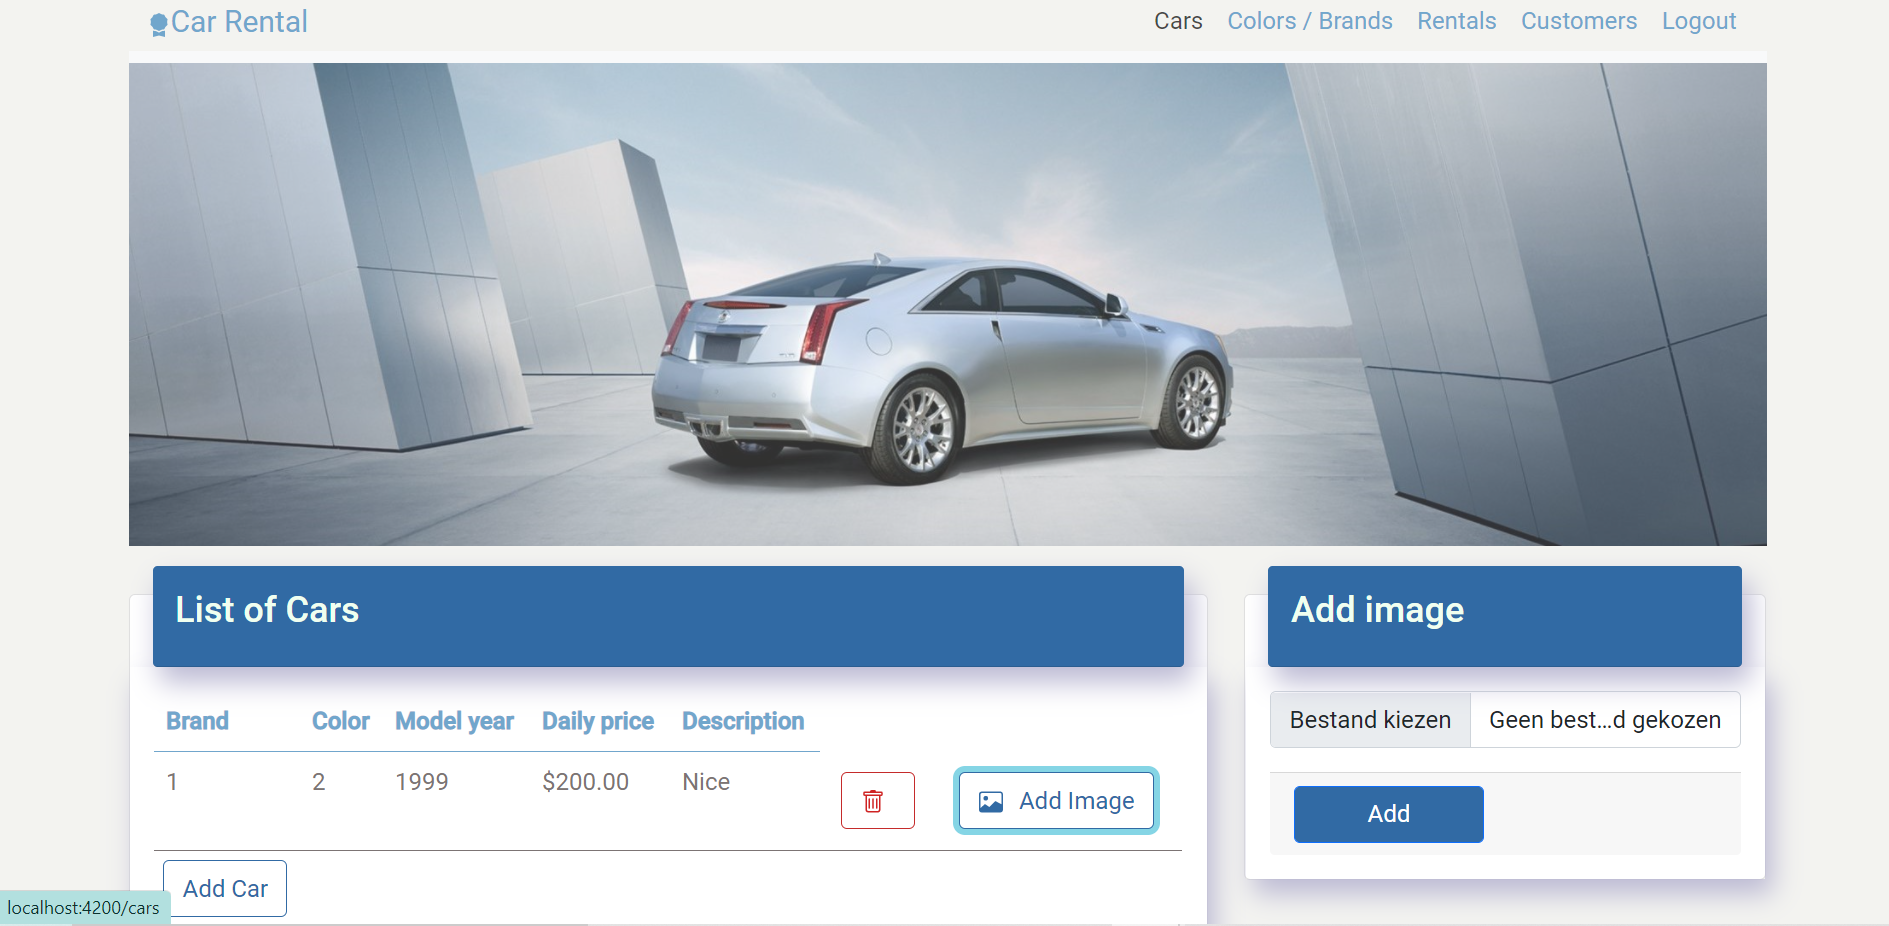 Car Rental
Cars Colors / Brands Rentals Customers Logout
List of Cars
Brand Color Model year Daily price Description
1 2 1999 $200.00 Nice
Add Image
Add Car
Add image
Bestand kiezen Geen best...d gekozen
Add
localhost:4200/cars